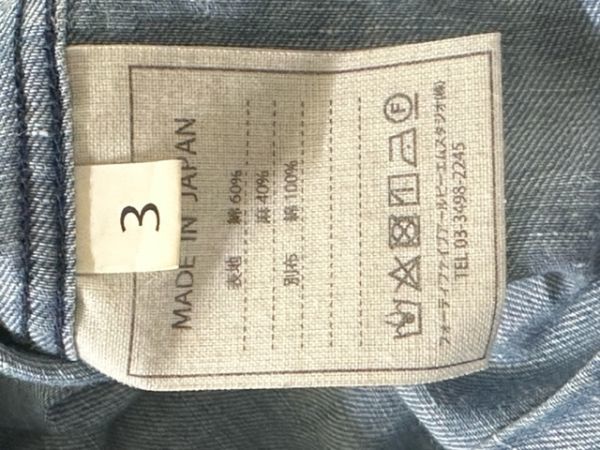 3
MADE IN JAPAN
表地 綿 60%
麻 40%
別布 綿 100%
フォーティファイブアールピーエムスタジオ(株)
TEL 03-3498-2245